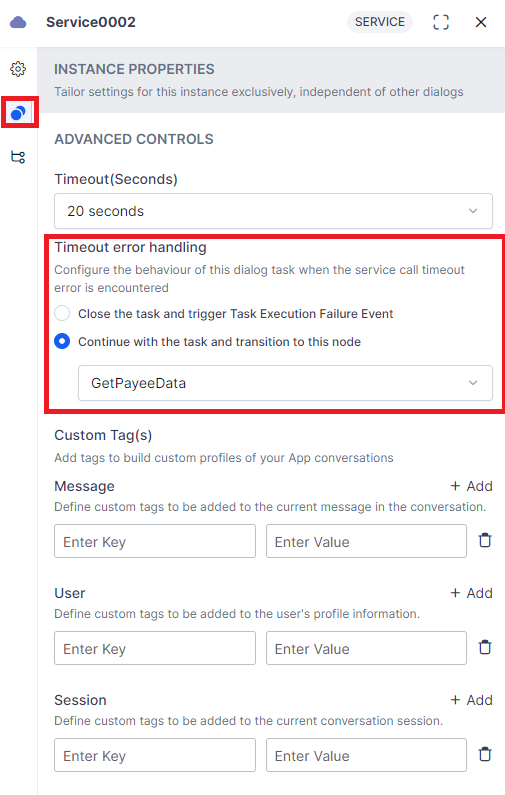 Service0002
SERVICE
INSTANCE PROPERTIES
Tailor settings for this instance exclusively, independent of other dialogs
ADVANCED CONTROLS
Timeout(Seconds)
20 seconds
Timeout error handling
Configure the behaviour of this dialog task when the service call timeout
error is encountered
Close the task and trigger Task Execution Failure Event
Continue with the task and transition to this node
GetPayeeData
Custom Tag(s)
Add tags to build custom profiles of your App conversations
Message + Add
Define custom tags to be added to the current message in the conversation.
Enter Key Enter Value
User + Add
Define custom tags to be added to the user's profile information.
Enter Key Enter Value
Session + Add
Define custom tags to be added to the current conversation session.
Enter Key Enter Value